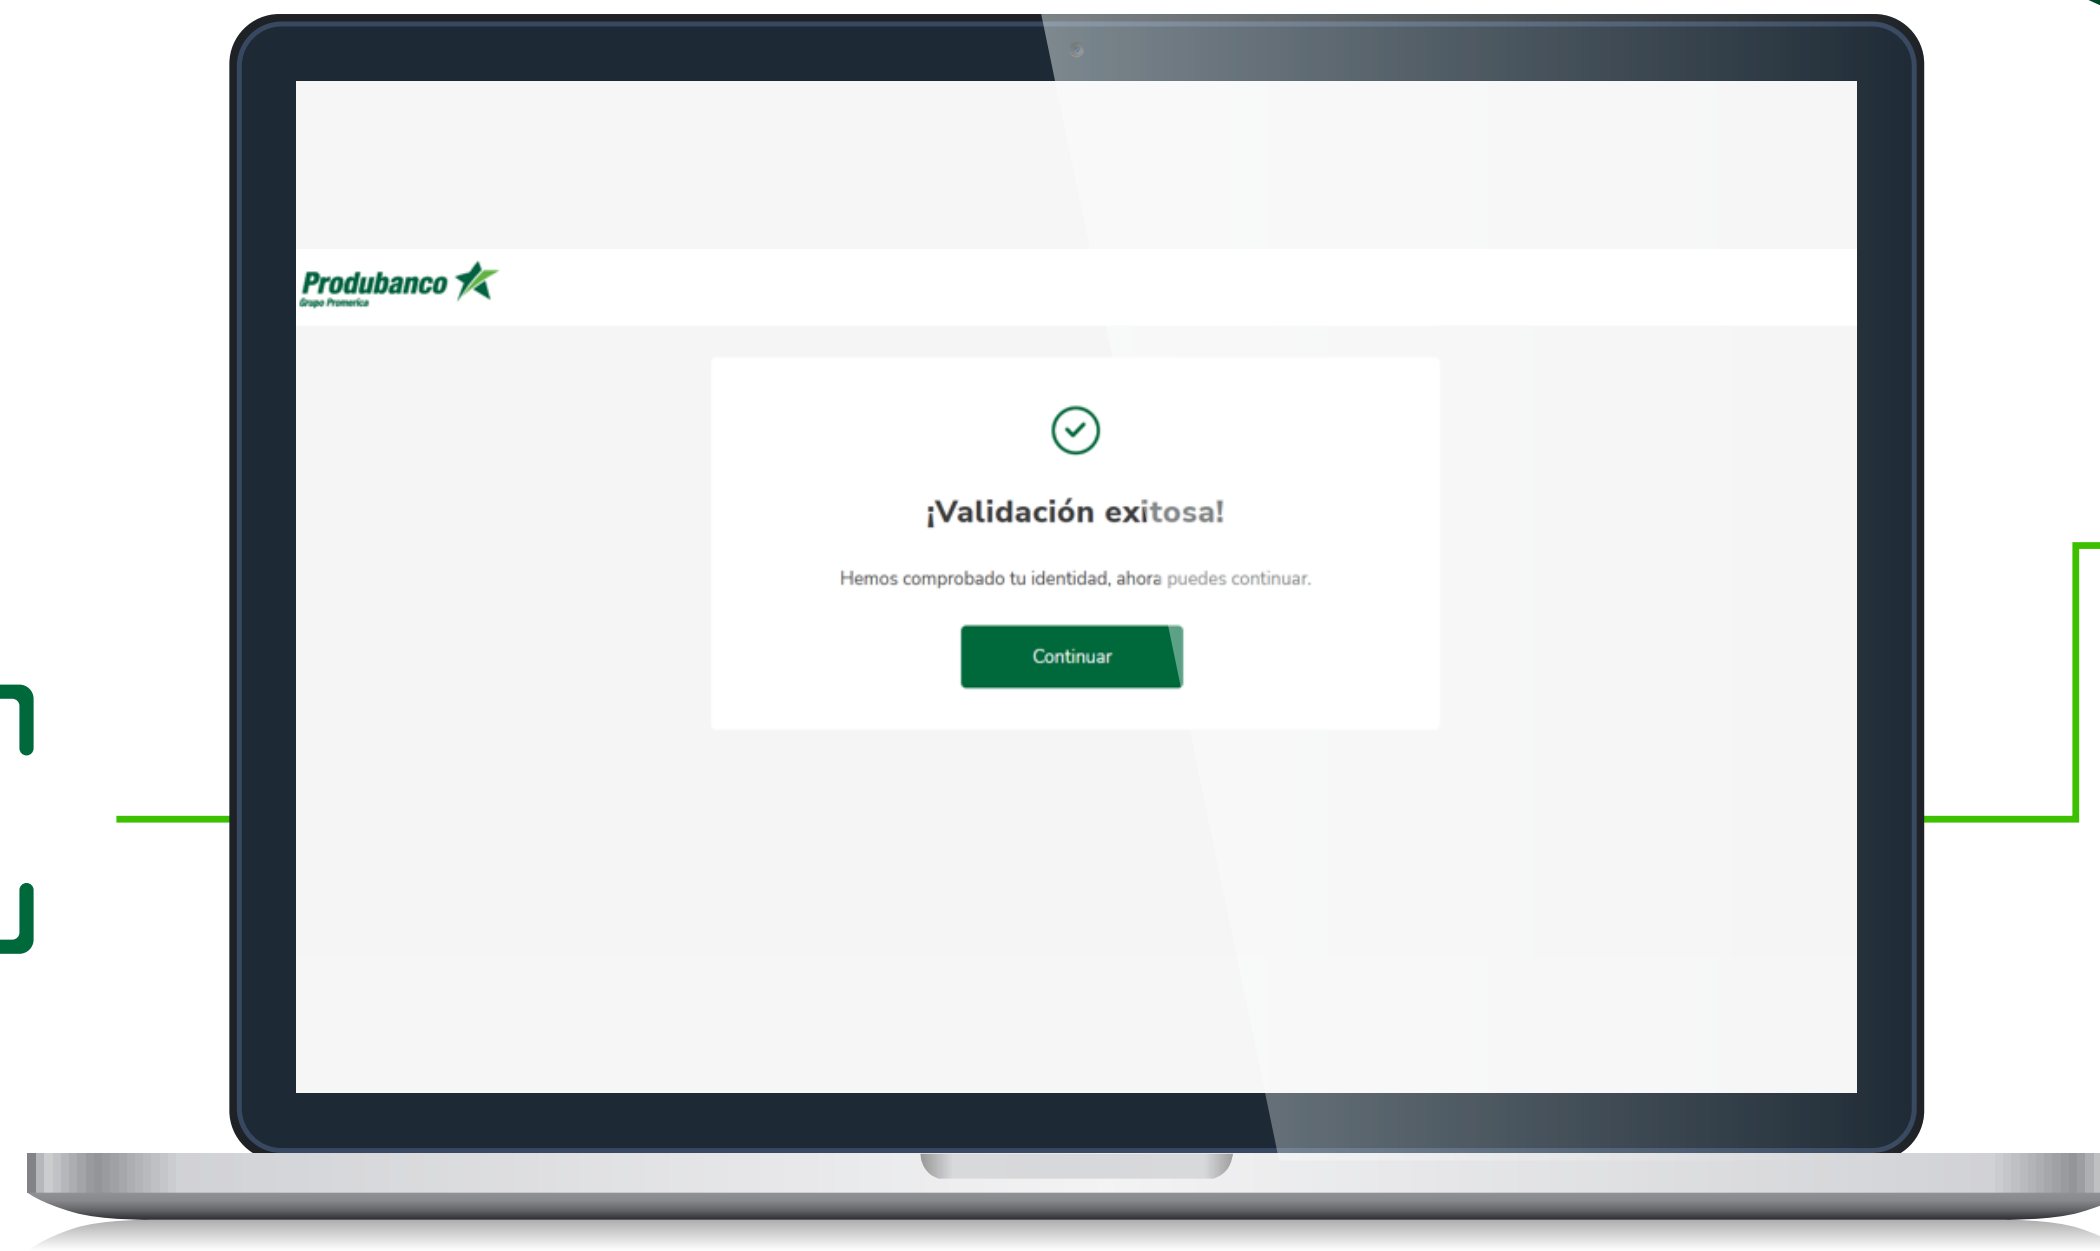 Produbanco
Grupo Promerica
¡Validación exitosa!
Hemos comprobado tu identidad, ahora puedes continuar.
Continuar